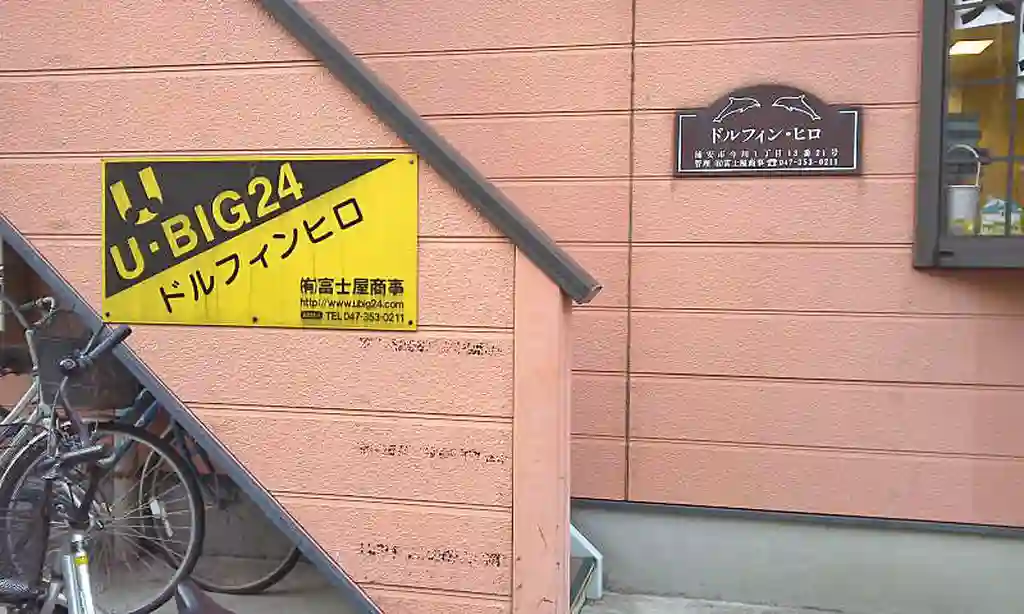 U・BIG24
ドルフィンヒロ
㈲富士屋商事
http://www.ubig24.com
TEL 047-353-0211
ドルフィン・ヒロ
浦安市今川1丁目13番21号
管理 ㈲富士屋商事 ☎047-353-0211